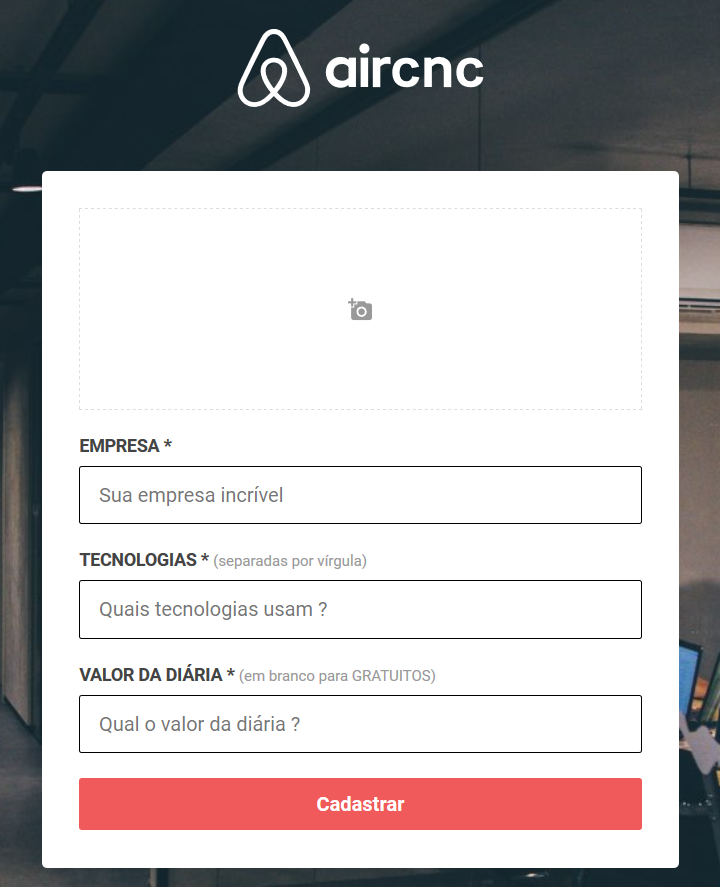 aircnc
EMPRESA *
Sua empresa incrível
TECNOLOGIAS * (separadas por vírgula)
Quais tecnologias usam ?
VALOR DA DIÁRIA * (em branco para GRATUITOS)
Qual o valor da diária ?
Cadastrar